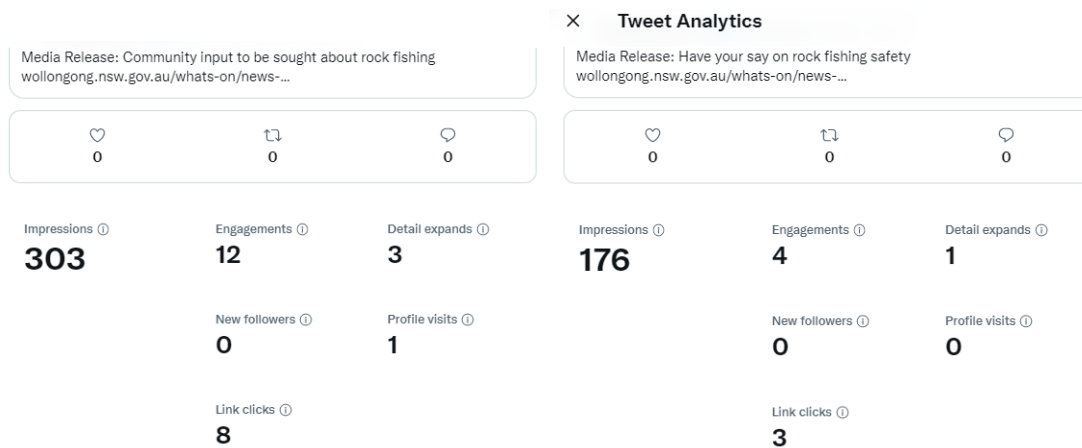 Media Release: Community input to be sought about rock fishing
wollongong.nsw.gov.au/whats-on/news-...
0 0 0
Impressions Engagements Detail expands
303 12 3
New followers Profile visits
0 1
Link clicks
8
Tweet Analytics
Media Release: Have your say on rock fishing safety
wollongong.nsw.gov.au/whats-on/news-...
0 0 0
Impressions Engagements Detail expands
176 4 1
New followers Profile visits
0 0
Link clicks
3